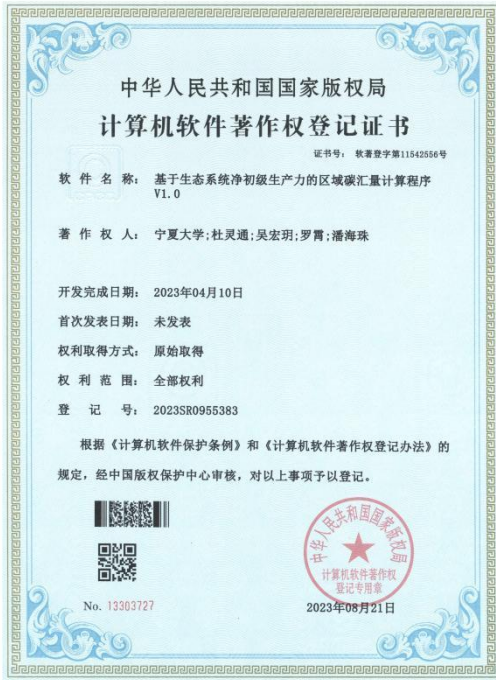 中华人民共和国国家版权局
计算机软件著作权登记证书
证书号： 软著登字第11542556号
软件名称： 基于生态系统净初级生产力的区域碳汇量计算程序
V1.0
著作权人： 宁夏大学;杜灵通;吴宏玥;罗霄;潘海珠
开发完成日期： 2023年04月10日
首次发表日期： 未发表
权利取得方式： 原始取得
权利范围： 全部权利
登记号： 2023SR0955383
根据《计算机软件保护条例》和《计算机软件著作权登记办法》的
规定，经中国版权保护中心审核，对以上事项予以登记。
中华人民共和国国家版权局
计算机软件著作权
登记专用章
No. 13303727
2023年08月21日